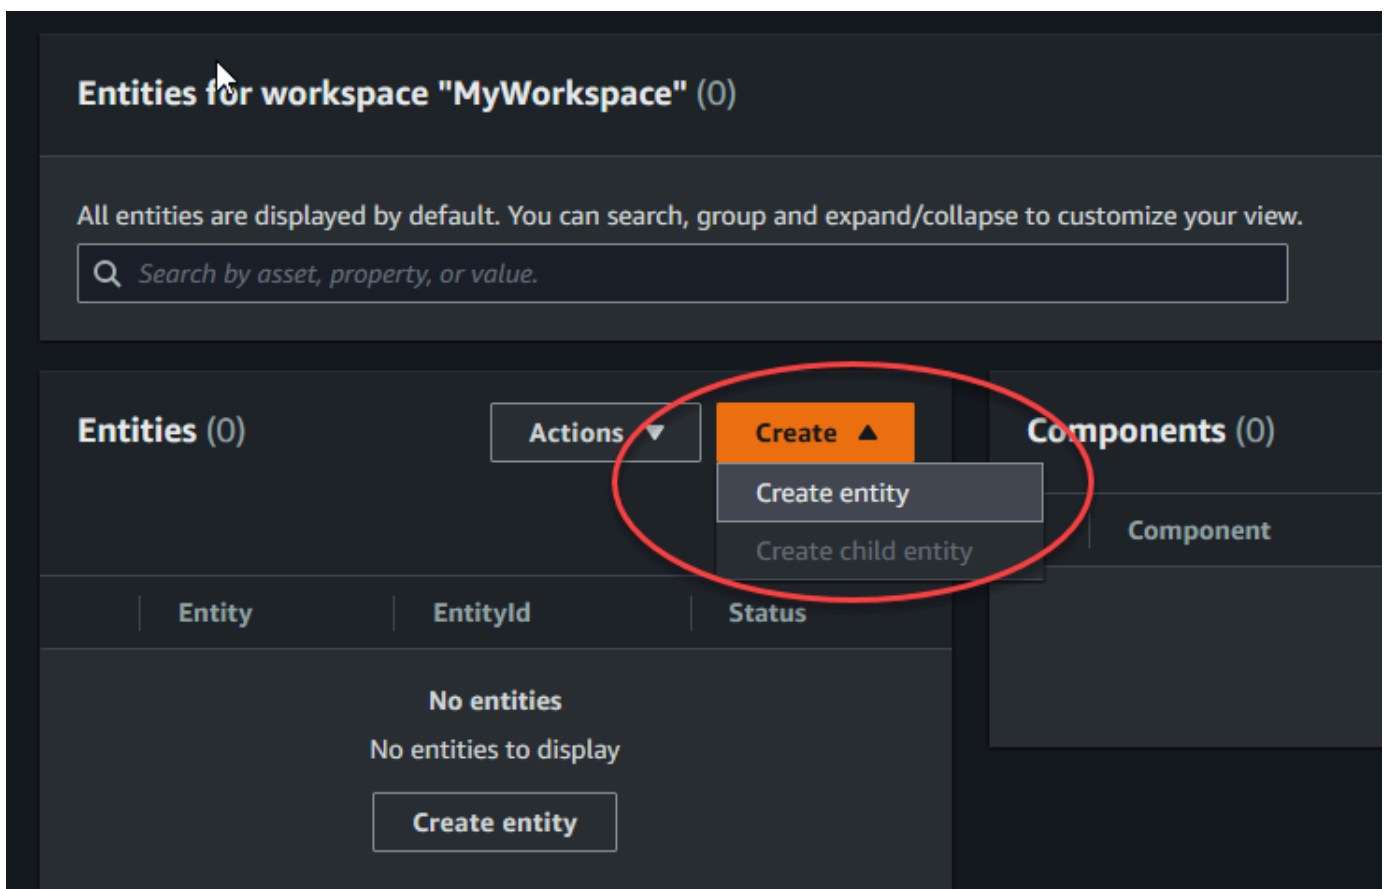 Entities for workspace "MyWorkspace" (0)
All entities are displayed by default. You can search, group and expand/collapse to customize your view.
Search by asset, property, or value.
Entities (0)
Actions
Create
Create entity
Create child entity
Components (0)
Component
Entity
EntityId
Status
No entities
No entities to display
Create entity